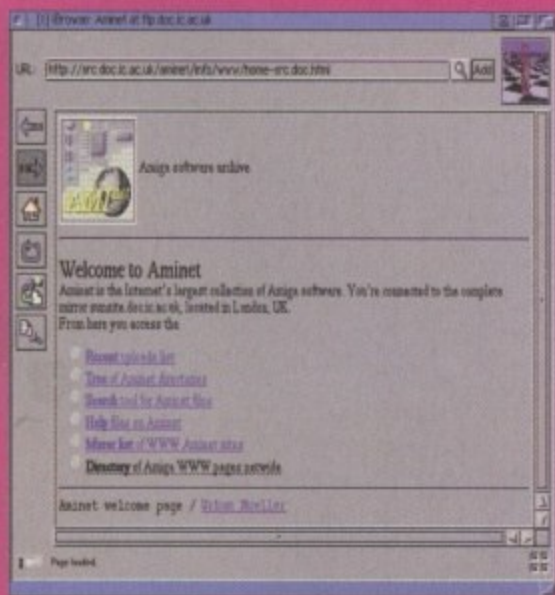 iBrowse: Aminet at ftp.doc.ic.ac.uk
URL: http://src.doc.ic.ac.uk/aminet/info/www/home-src.doc.html
Add
Amiga software archive
Welcome to Aminet
Aminet is the Internet's largest collection of Amiga software. You're connected to the complete
mirror sunsite.doc.ic.ac.uk, located in London, UK.
From here you access the
Recent uploads list
Tree of Aminet directories
Search tool for Aminet files
Help files on Aminet
Mirror list of WWW Aminet sites
Directory of Amiga WWW pages netwide
Aminet welcome page / Urban Mueller
Page loaded.